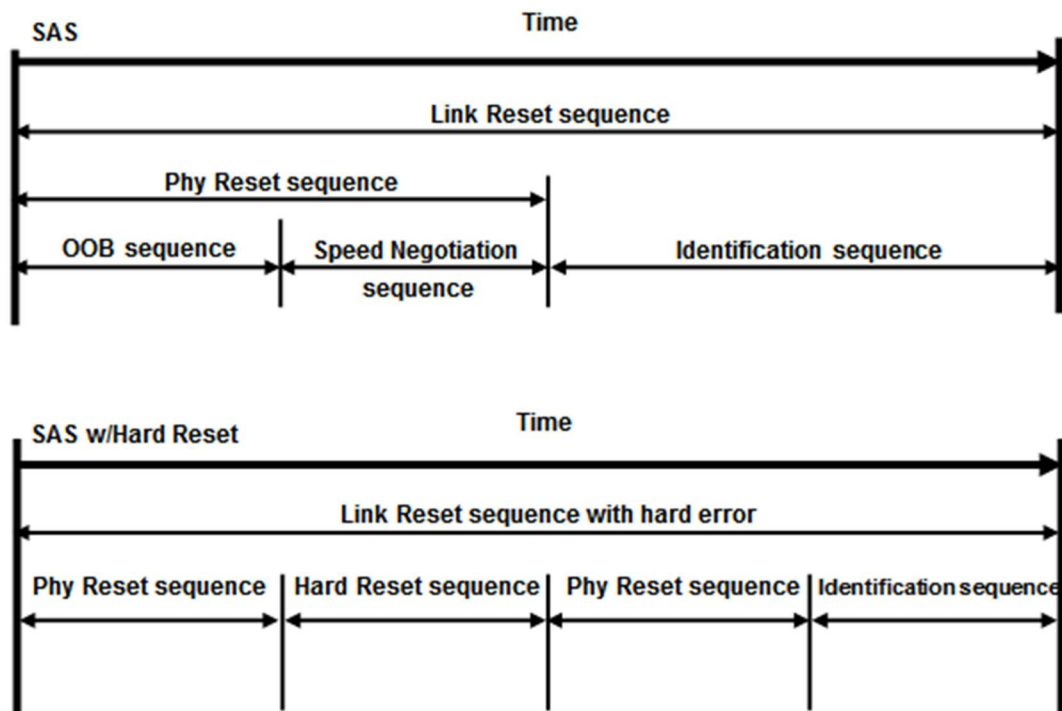 SAS
Time
Link Reset sequence
Phy Reset sequence
OOB sequence
Speed Negotiation
sequence
Identification sequence
SAS w/Hard Reset
Time
Link Reset sequence with hard error
Phy Reset sequence
Hard Reset sequence
Phy Reset sequence
Identification sequence